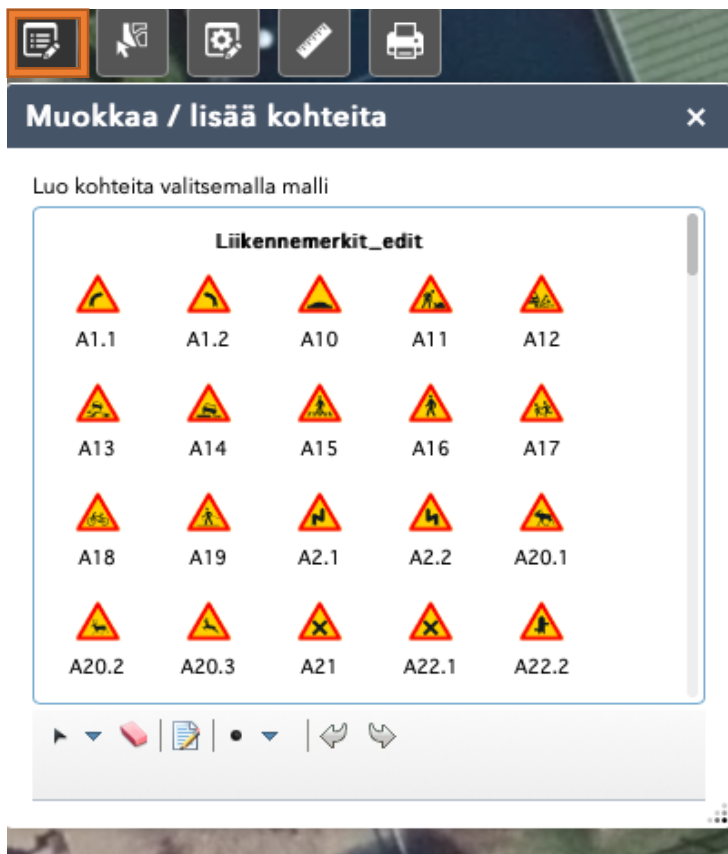 Muokkaa / lisää kohteita
Luo kohteita valitsemalla malli
Liikennemerkit_edit
A1.1 A1.2 A10 A11 A12
A13 A14 A15 A16 A17
A18 A19 A2.1 A2.2 A20.1
A20.2 A20.3 A21 A22.1 A22.2